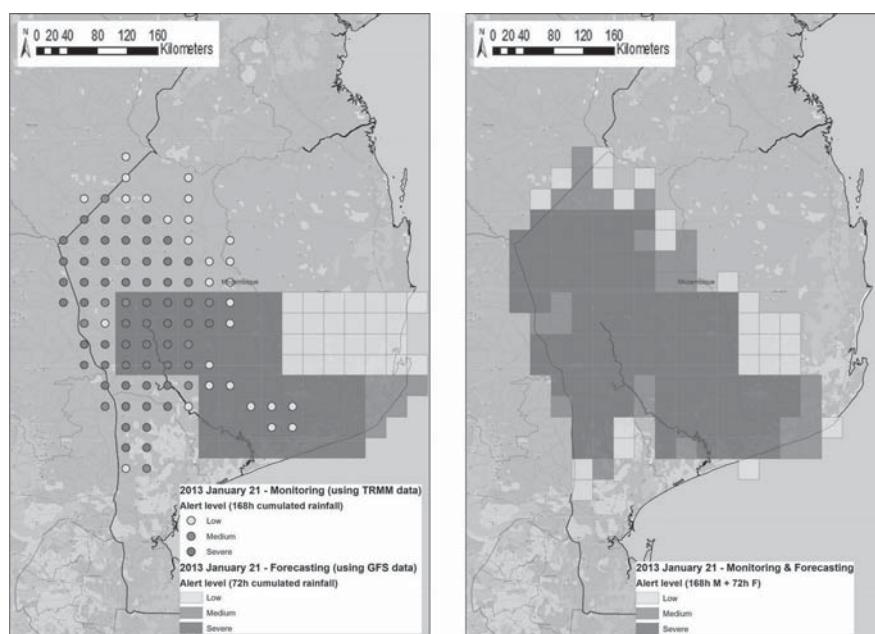 N
0 20 40 80 120 160
Kilometers
Mozambique
2013 January 21 - Monitoring (using TRMM data)
Alert level (168h cumulated rainfall)
Low
Medium
Severe
2013 January 21 - Forecasting (using GFS data)
Alert level (72h cumulated rainfall)
Low
Medium
Severe
N
0 20 40 80 120 160
Kilometers
Mozambique
2013 January 21 - Monitoring & Forecasting
Alert level (168h M + 72h F)
Low
Medium
Severe